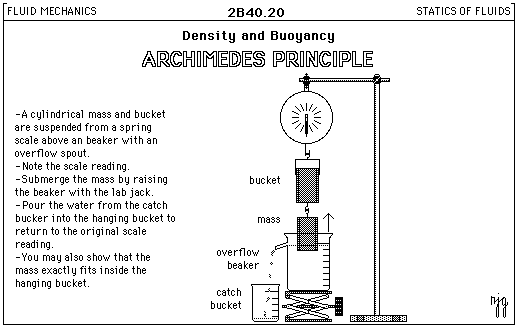 FLUID MECHANICS
2B40.20
STATICS OF FLUIDS
Density and Buoyancy
ARCHIMEDES PRINCIPLE
-A cylindrical mass and bucket
are suspended from a spring
scale above an beaker with an
overflow spout.
-Note the scale reading.
-Submerge the mass by raising
the beaker with the lab jack.
-Pour the water from the catch
bucker into the hanging bucket to
return to the original scale
reading.
-You may also show that the
mass exactly fits inside the
hanging bucket.
bucket
mass
overflow
beaker
catch
bucket